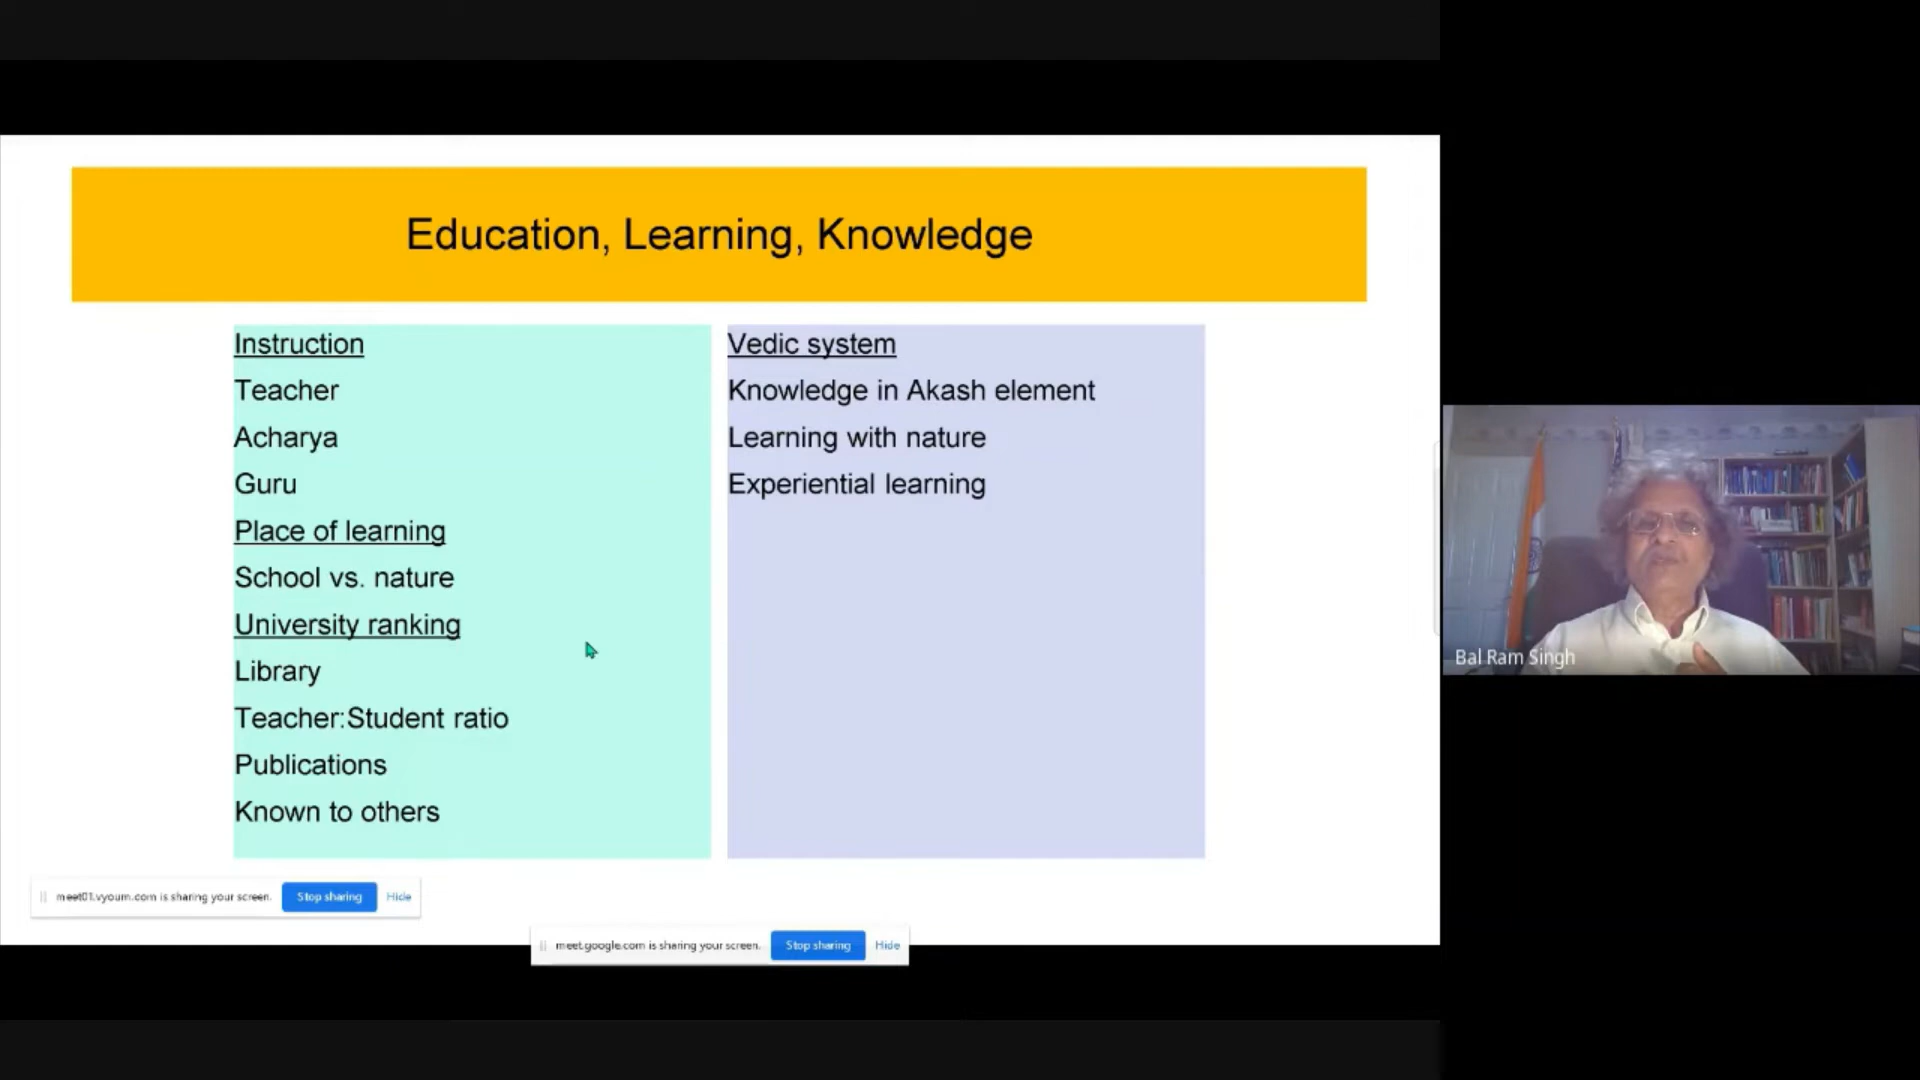 Education, Learning, Knowledge
Instruction
Teacher
Acharya
Guru
Place of learning
School vs. nature
University ranking
Library
Teacher:Student ratio
Publications
Known to others
Vedic system
Knowledge in Akash element
Learning with nature
Experiential learning
Bal Ram Singh
meet01.vyoum.com is sharing your screen. Stop sharing Hide
meet.google.com is sharing your screen. Stop sharing Hide